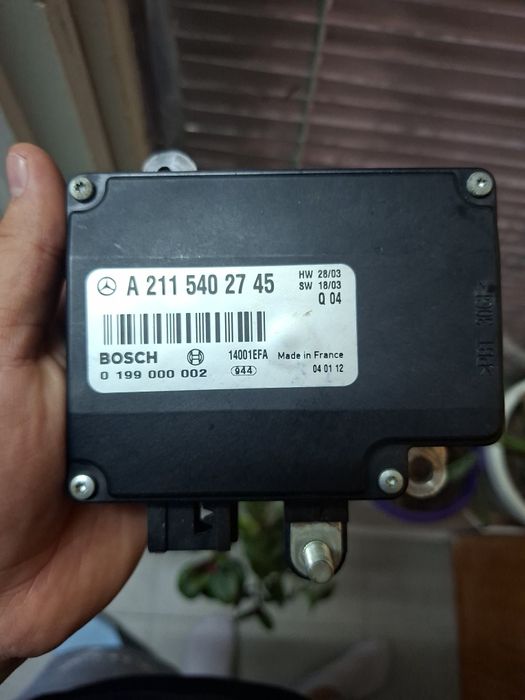 A 211 540 27 45
HW 28/03
SW 18/03
Q 04
BOSCH 14001EFA Made in France
0 199 000 002 944 04 01 12